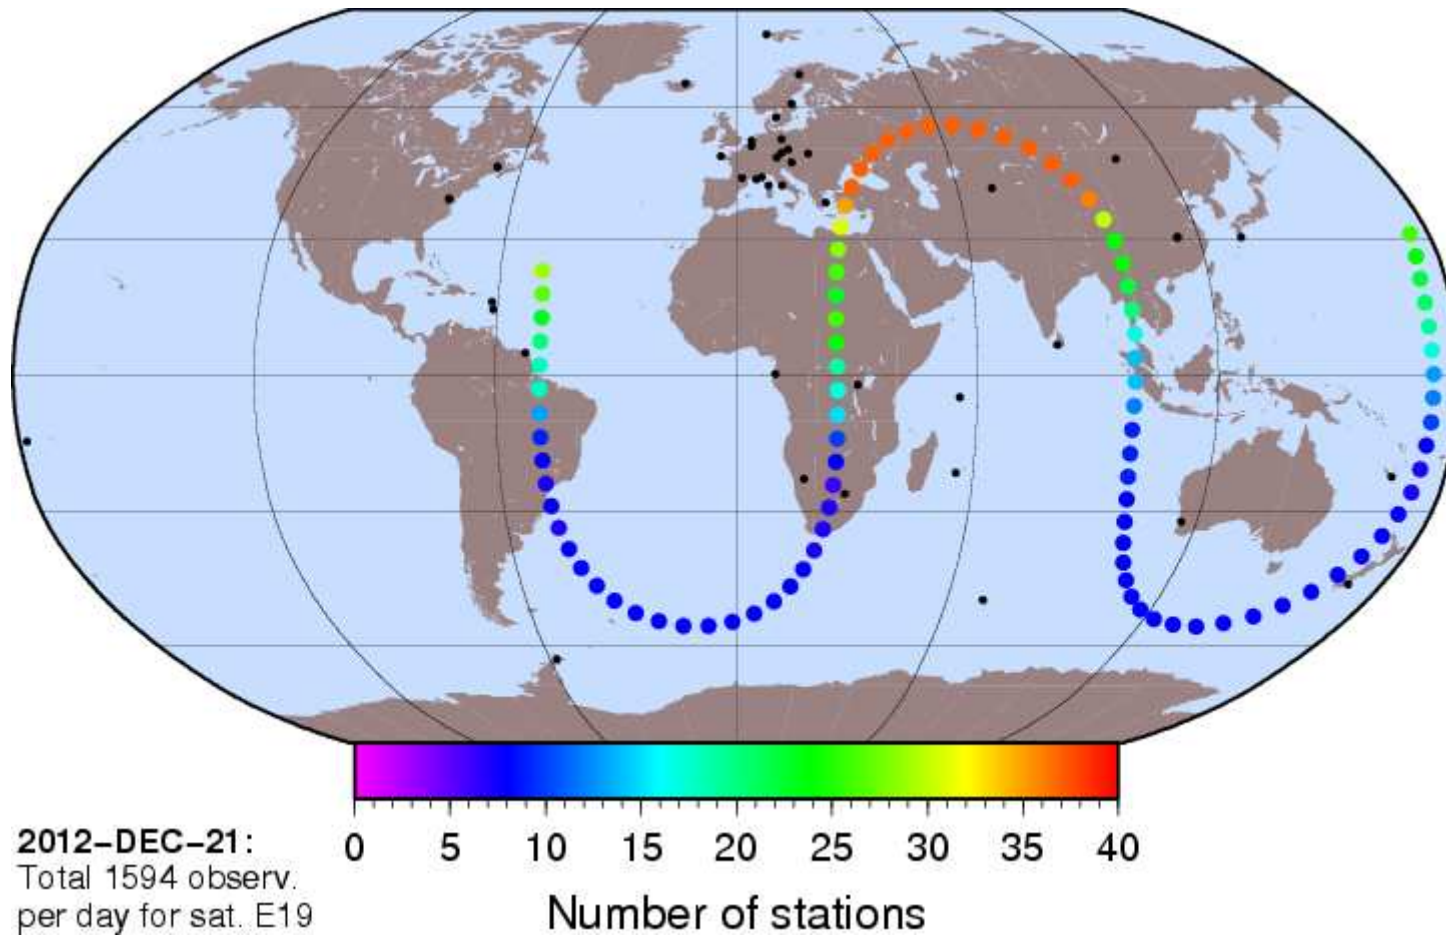 0 5 10 15 20 25 30 35 40
Number of stations
2012-DEC-21:
Total 1594 observ.
per day for sat. E19